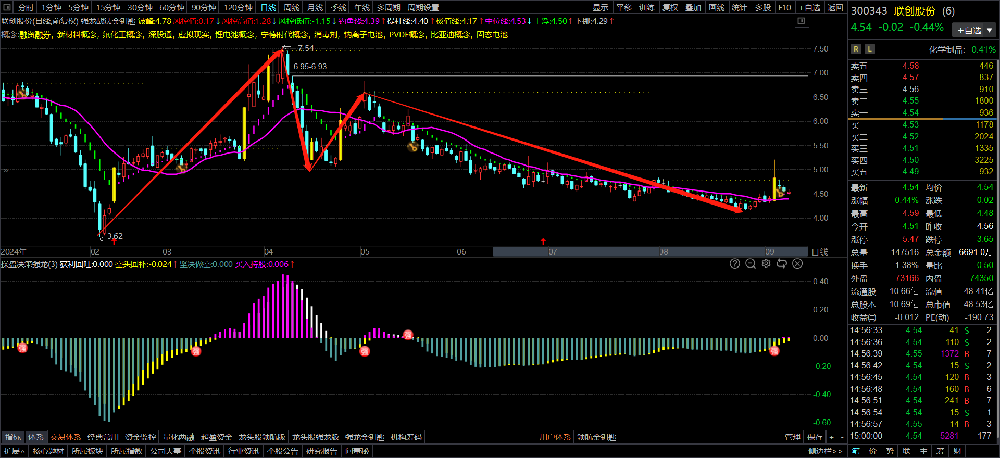 分时 1分钟 5分钟 15分钟 30分钟 60分钟 90分钟 120分钟 日线 周线 月线 季线 年线 多周期 周期设置 显示 平移 训练 复权 叠加 画线 统计 多股 F10 +自选 返回
联创股份(日线,前复权) 强龙战法金钥匙 波峰:4.78 风控值:0.17↓ 风控高值:1.28↓ 风控低值:-1.15↓ 钓鱼线:4.39↑ 提杆线:4.40↑ 极值线:4.17↑ 中位线:4.53↓ 上浮:4.50↑ 下挪:4.29↑
概念:融资融券，新材料概念，氟化工概念，深股通，虚拟现实，锂电池概念，宁德时代概念，消毒剂，钠离子电池，PVDF概念，比亚迪概念，固态电池
7.54
6.95-6.93
3.62
7.50
7.00
6.50
6.00
5.50
5.00
4.50
4.00
2024年 02 03 04 05 06 07 08 09 日线
操盘决策强龙(3) 获利回吐:0.000 空头回补:-0.024↑ 坚决做空:0.000 买入持股:0.006↑
0.40
0.20
0.00
-0.20
-0.40
-0.60
强 强 强 强 强
指标 体系 交易体系 经典常用 资金监控 量化两融 超盈资金 龙头股领航版 龙头股强龙版 强龙金钥匙 机构筹码 用户体系 领航金钥匙 管理 保存 + -
扩展∧ 核心题材 所属板块 所属指数 公司大事 个股资讯 行业资讯 个股公告 研究报告 问董秘 侧边栏>>
300343 联创股份 (6)
4.54 -0.02 -0.44% +自选 ▼
R L 化学制品: -0.41%
卖五 4.58 446
卖四 4.57 837
卖三 4.56 910
卖二 4.55 1800
卖一 4.54 936
买一 4.53 1178
买二 4.52 2024
买三 4.51 1335
买四 4.50 3225
买五 4.49 932
最新 4.54 均价 4.54
涨幅 -0.44% 涨跌 -0.02
最高 4.59 最低 4.48
今开 4.51 昨收 4.56
涨停 5.47 跌停 3.65
总量 147516 总金额 6691.0万
换手 1.38% 量比 0.50
外盘 73166 内盘 74350
流通股 10.66亿 流值 48.41亿
总股本 10.69亿 总市值 48.53亿
收益㈡ -0.012 PE(动) -190.73
14:56:33 4.54 41 S 2
14:56:36 4.54 110 S 2
14:56:39 4.55 1372 B 7
14:56:42 4.54 15 S 2
14:56:45 4.54 120 B 3
14:56:48 4.54 160 B 6
14:56:51 4.54 241 B 7
14:56:54 4.54 15 S 1
14:56:57 4.55 14 B 3
15:00:00 4.54 5281 177
笔 价 势 联 主 筹 财